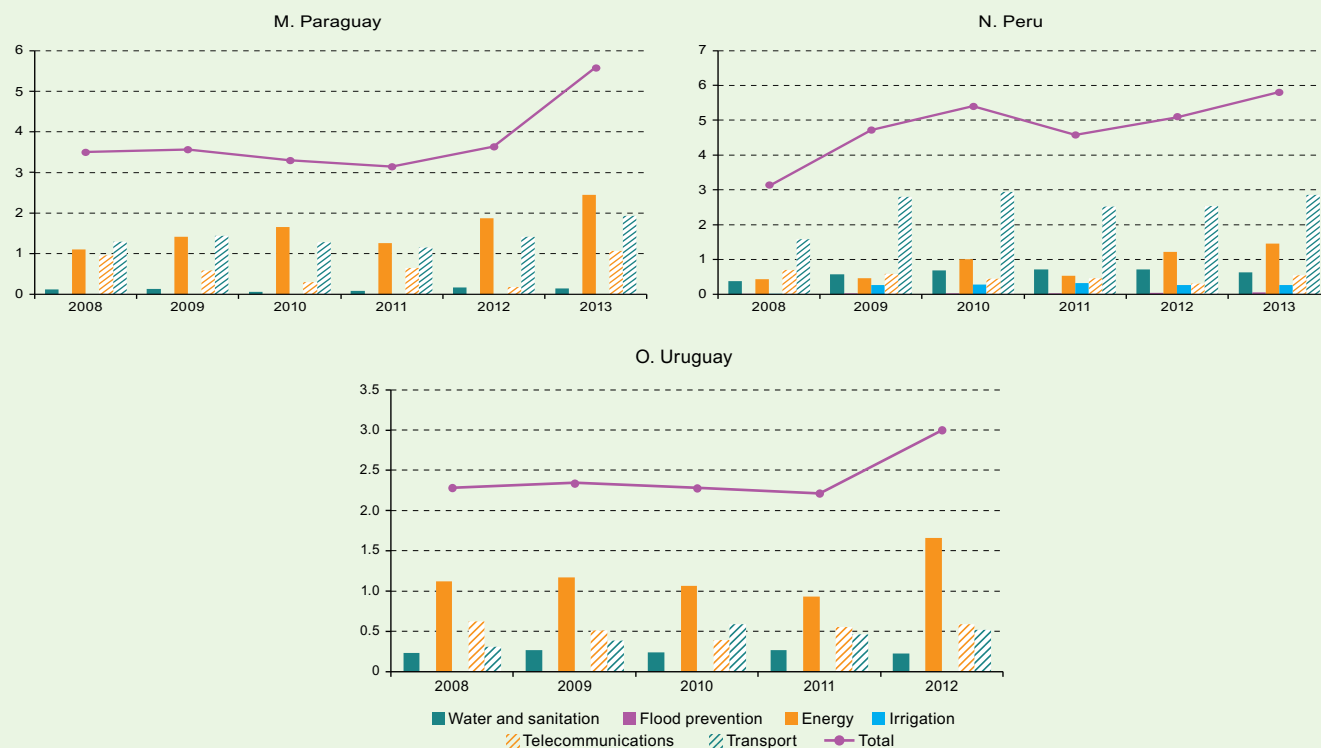 M. Paraguay
6
5
4
3
2
1
0
2008 2009 2010 2011 2012 2013
N. Peru
7
6
5
4
3
2
1
0
2008 2009 2010 2011 2012 2013
O. Uruguay
3.5
3.0
2.5
2.0
1.5
1.0
0.5
0
2008 2009 2010 2011 2012
Water and sanitation Flood prevention Energy Irrigation
Telecommunications Transport Total